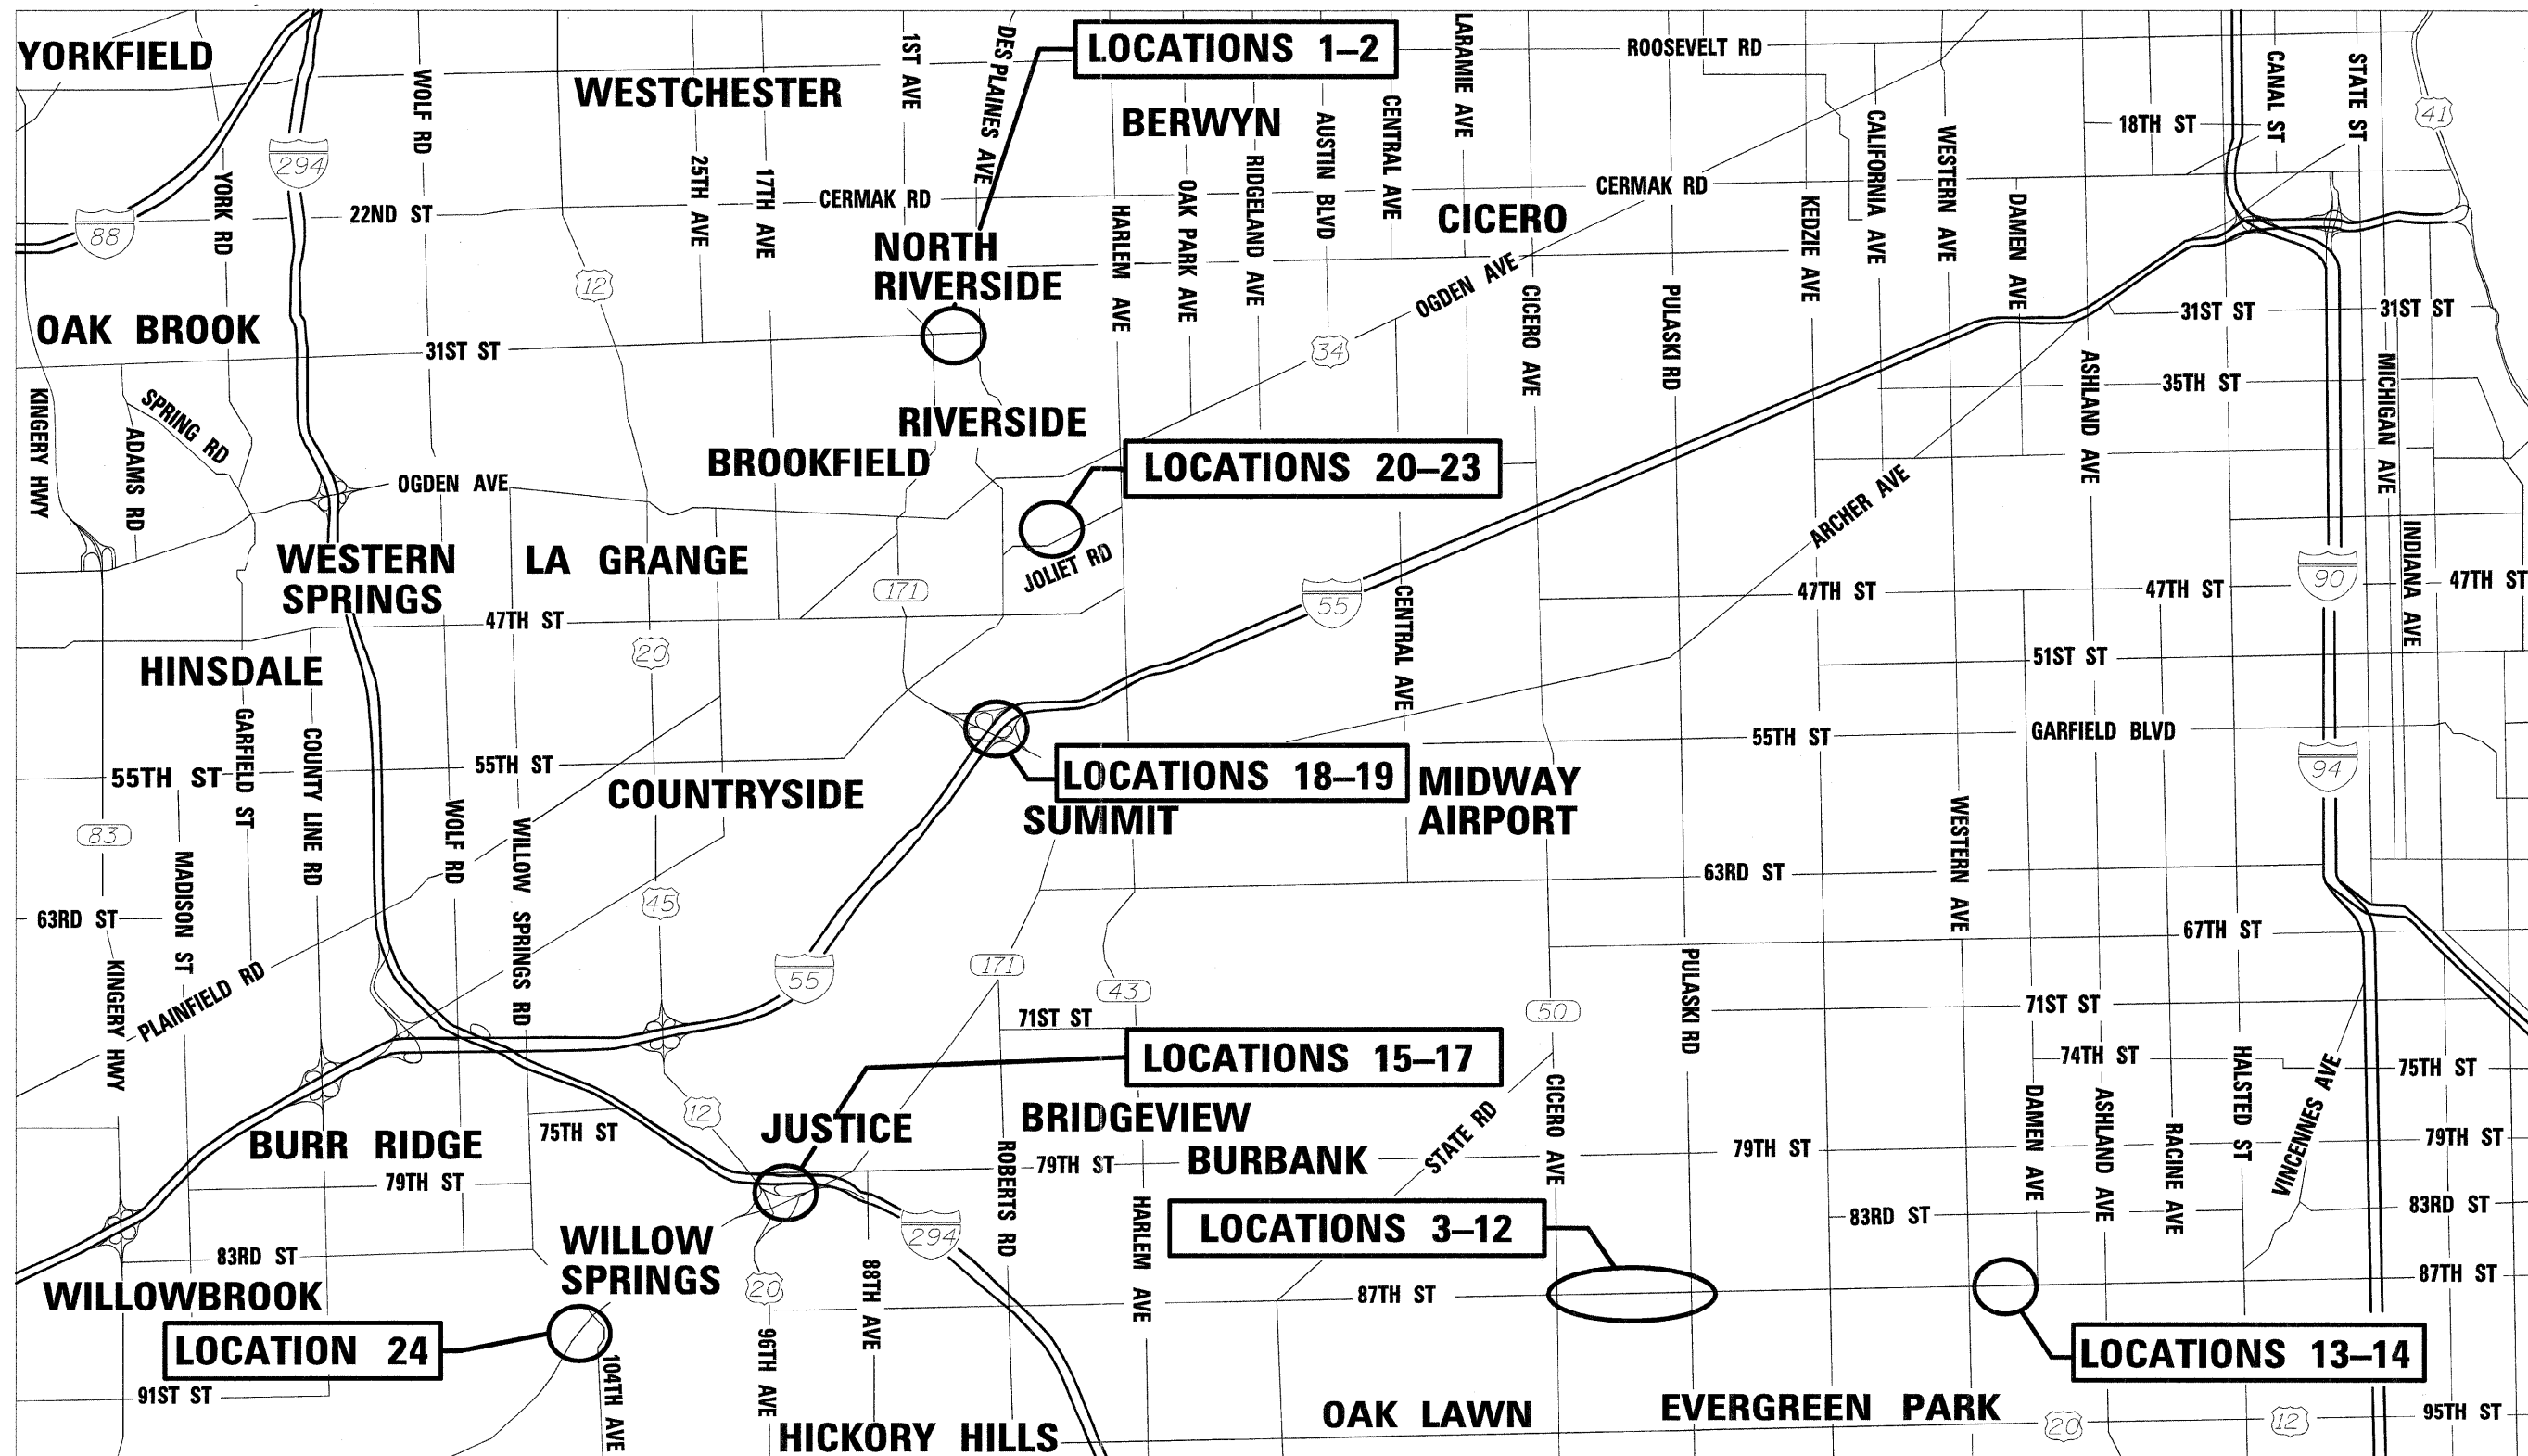 YORKFIELD
WOLF RD
WESTCHESTER
1ST AVE
DES PLAINES AVE
LOCATIONS 1–2
LARAMIE AVE
ROOSEVELT RD
CANAL ST
STATE ST
41
294
YORK RD
25TH AVE
17TH AVE
BERWYN
AUSTIN BLVD
CENTRAL AVE
CALIFORNIA AVE
WESTERN AVE
18TH ST
88
22ND ST
CERMAK RD
HARLEM AVE
OAK PARK AVE
RIDGELAND AVE
CERMAK RD
CICERO
KEDZIE AVE
DAMEN AVE
12
NORTH
RIVERSIDE
OGDEN AVE
CICERO AVE
PULASKI RD
31ST ST
31ST ST
OAK BROOK
31ST ST
34
KINGERY HWY
SPRING RD
ADAMS RD
RIVERSIDE
BROOKFIELD
ASHLAND AVE
35TH ST
MICHIGAN AVE
OGDEN AVE
LOCATIONS 20–23
ARCHER AVE
WESTERN
SPRINGS
LA GRANGE
171
JOLIET RD
55
CENTRAL AVE
47TH ST
47TH ST
90
INDIANA AVE
47TH ST
47TH ST
20
HINSDALE
51ST ST
GARFIELD ST
COUNTY LINE RD
55TH ST
GARFIELD BLVD
55TH ST
55TH ST
COUNTRYSIDE
LOCATIONS 18–19
SUMMIT
MIDWAY
AIRPORT
94
83
MADISON ST
WOLF RD
WILLOW SPRINGS RD
WESTERN AVE
63RD ST
45
63RD ST
67TH ST
KINGERY HWY
PLAINFIELD RD
55
171
43
50
PULASKI RD
71ST ST
71ST ST
12
LOCATIONS 15–17
74TH ST
HALSTED ST
VINCENNES AVE
75TH ST
BURR RIDGE
75TH ST
JUSTICE
BRIDGEVIEW
STATE RD
CICERO AVE
DAMEN AVE
ASHLAND AVE
RACINE AVE
79TH ST
ROBERTS RD
79TH ST
BURBANK
79TH ST
79TH ST
HARLEM AVE
LOCATIONS 3–12
83RD ST
83RD ST
83RD ST
WILLOW
SPRINGS
294
WILLOWBROOK
20
88TH AVE
87TH ST
87TH ST
LOCATION 24
104TH AVE
96TH AVE
LOCATIONS 13–14
91ST ST
HICKORY HILLS
OAK LAWN
EVERGREEN PARK
20
12
95TH ST